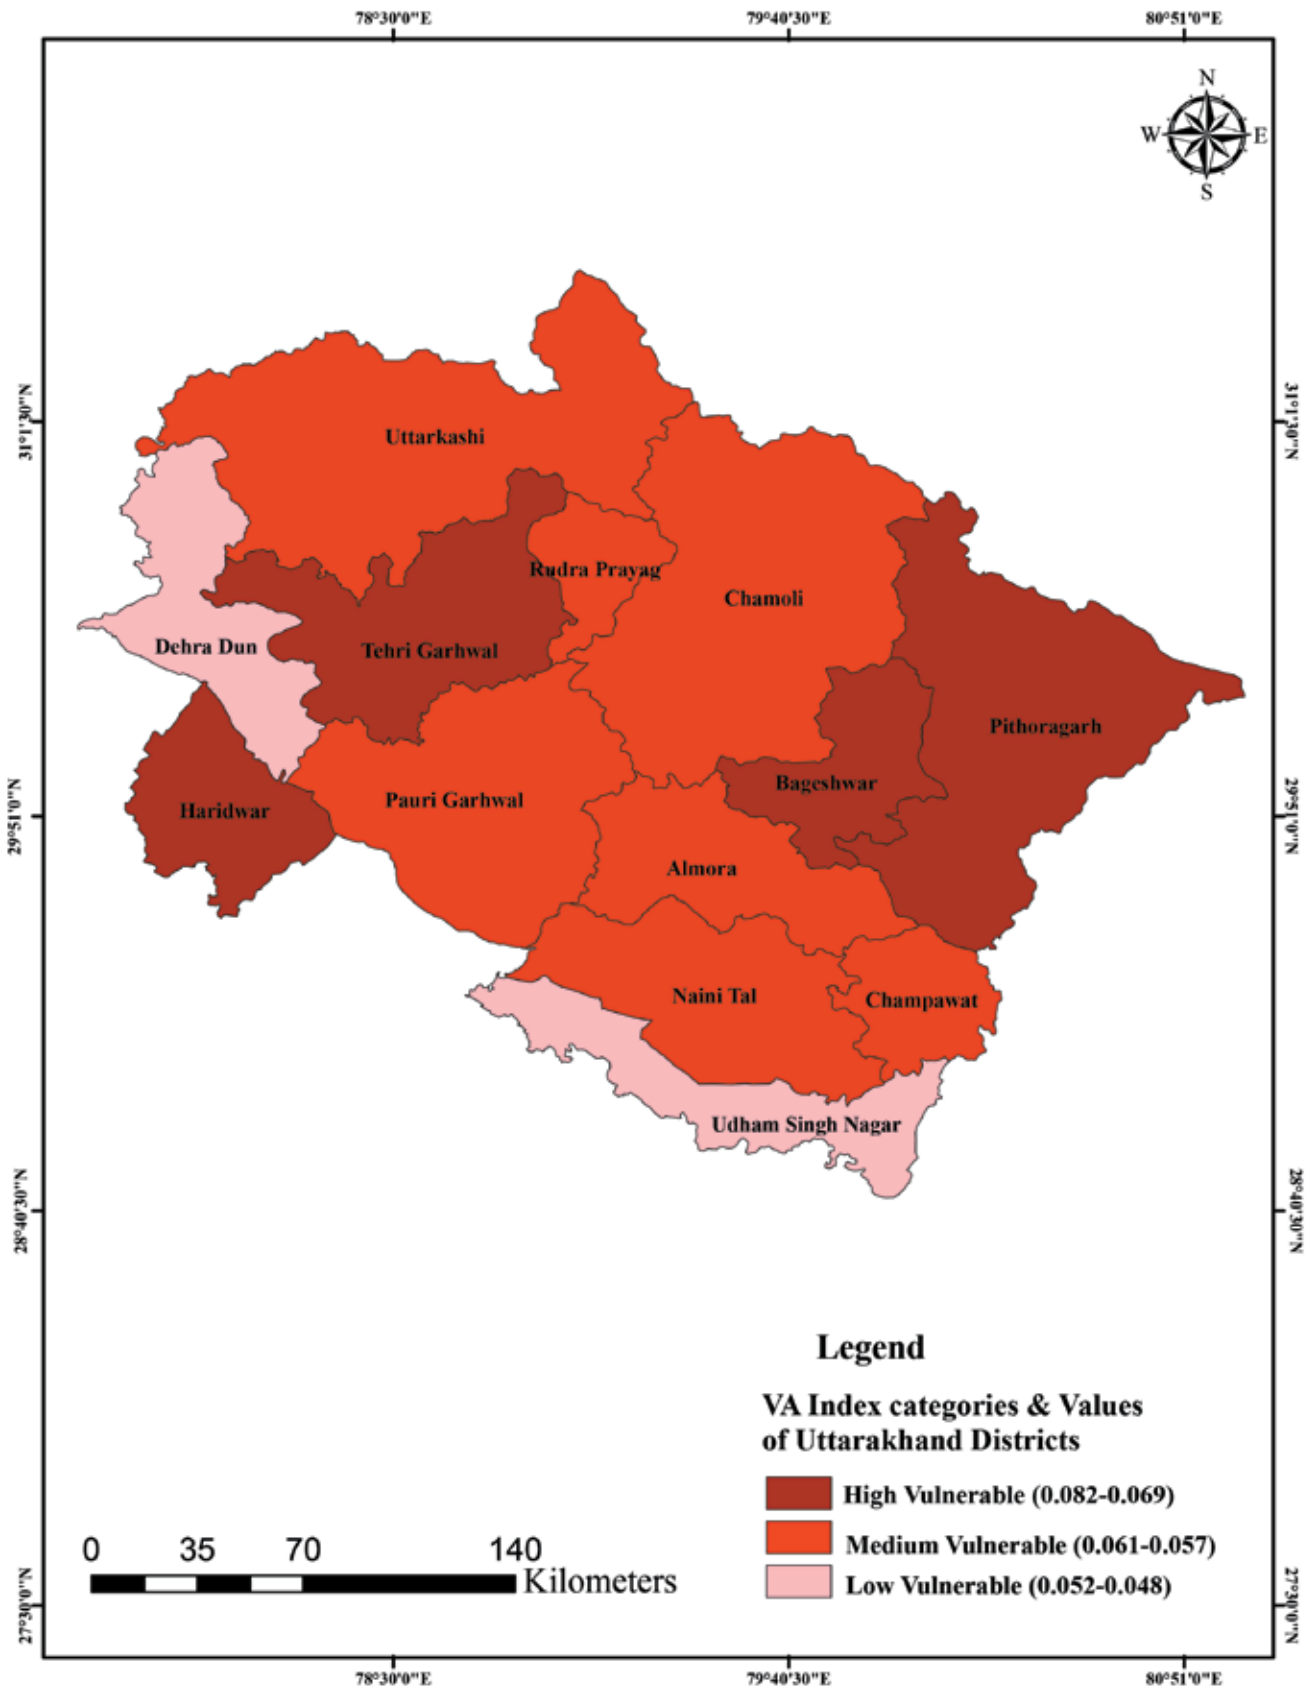 78°30'0"E 79°40'30"E 80°51'0"E
N
W E
S
31°1'30"N 31°1'30"N
Uttarkashi
Rudra Prayag
Chamoli
Dehra Dun
Tehri Garhwal
Pithoragarh
Bageshwar
Pauri Garhwal
Haridwar
29°51'0"N 29°51'0"N
Almora
Naini Tal
Champawat
Udham Singh Nagar
28°40'30"N 28°40'30"N
Legend
VA Index categories & Values
of Uttarakhand Districts
High Vulnerable (0.082-0.069)
Medium Vulnerable (0.061-0.057)
Low Vulnerable (0.052-0.048)
0 35 70 140
Kilometers
27°30'0"N 27°30'0"N
78°30'0"E 79°40'30"E 80°51'0"E